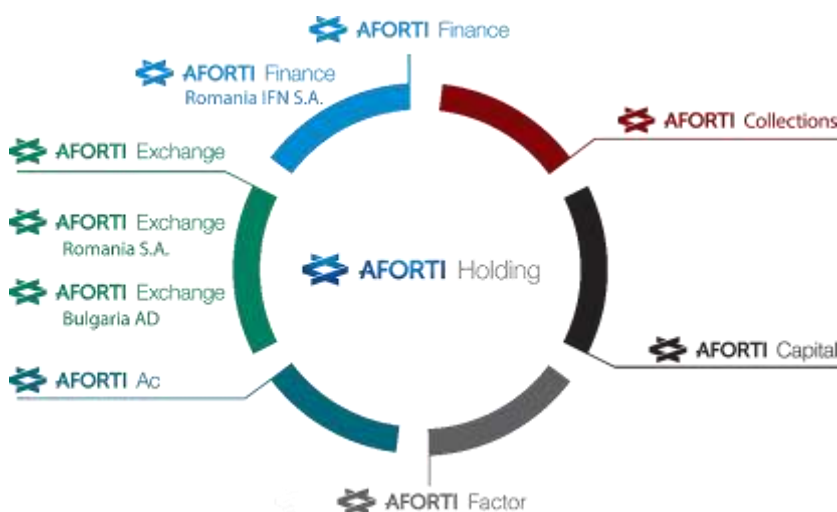 AFORTI Finance
AFORTI Finance
Romania IFN S.A.
AFORTI Collections
AFORTI Exchange
AFORTI Exchange
Romania S.A.
AFORTI Holding
AFORTI Exchange
Bulgaria AD
AFORTI Capital
AFORTI Ac
AFORTI Factor